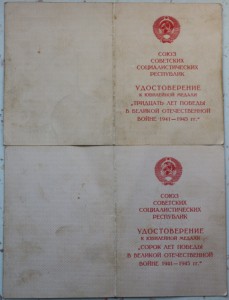 СОЮЗ
СОВЕТСКИХ
СОЦИАЛИСТИЧЕСКИХ
РЕСПУБЛИК
УДОСТОВЕРЕНИЕ
К ЮБИЛЕЙНОЙ МЕДАЛИ
„ТРИДЦАТЬ ЛЕТ ПОБЕДЫ
В ВЕЛИКОЙ ОТЕЧЕСТВЕННОЙ
ВОЙНЕ 1941—1945 гг."
СОЮЗ
СОВЕТСКИХ
СОЦИАЛИСТИЧЕСКИХ
РЕСПУБЛИК
УДОСТОВЕРЕНИЕ
К ЮБИЛЕЙНОЙ МЕДАЛИ
„СОРОК ЛЕТ ПОБЕДЫ
В ВЕЛИКОЙ ОТЕЧЕСТВЕННОЙ
ВОЙНЕ 1941—1945 гг."